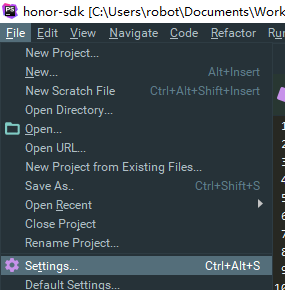 PS honor-sdk [C:\Users\robot\Documents\Work
File Edit View Navigate Code Refactor Ru
New Project...
New... Alt+Insert
New Scratch File Ctrl+Alt+Shift+Insert
Open Directory...
Open...
Open URL...
New Project from Existing Files...
Save As.. Ctrl+Shift+S
Open Recent
Close Project
Rename Project...
Settings... Ctrl+Alt+S
Default Settings...